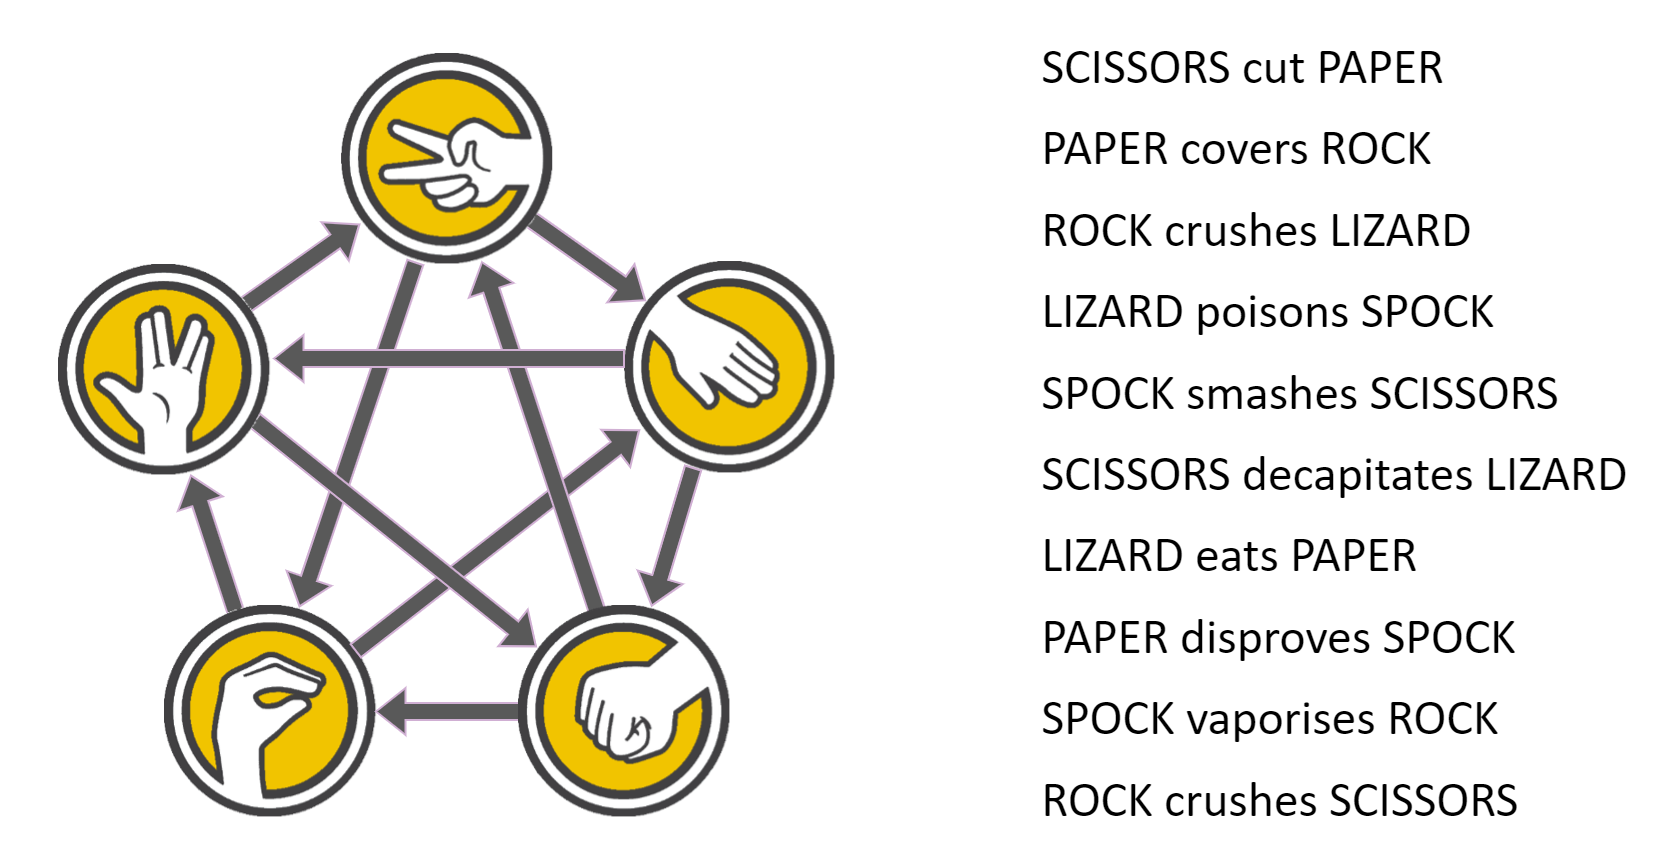 SCISSORS cut PAPER
PAPER covers ROCK
ROCK crushes LIZARD
LIZARD poisons SPOCK
SPOCK smashes SCISSORS
SCISSORS decapitates LIZARD
LIZARD eats PAPER
PAPER disproves SPOCK
SPOCK vaporises ROCK
ROCK crushes SCISSORS